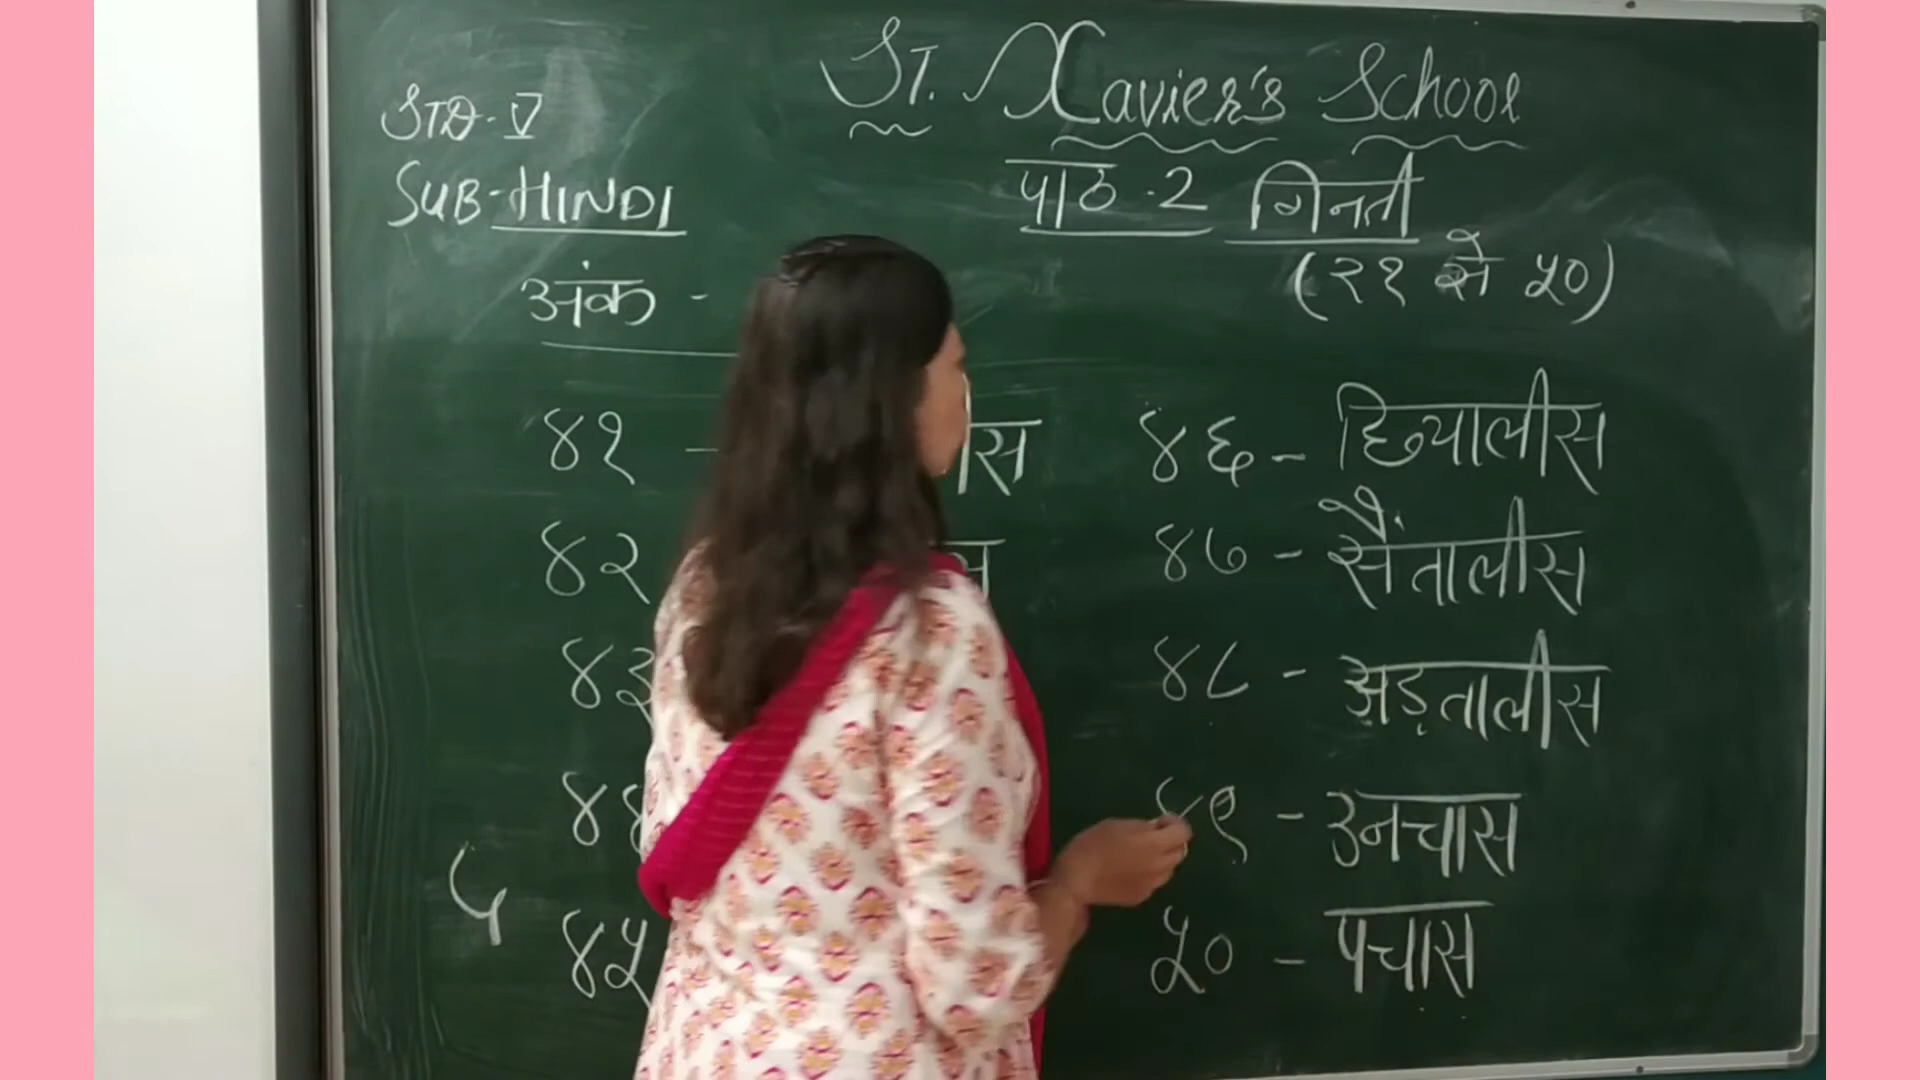 ST. Xavier's School
STD-V
SUB-HINDI
पाठ-2 गिनती
(२१ से ५०)
अंक -
४१ -
४२
४३
४४
४५
४६ - छियालीस
४७ - सैंतालीस
४८ - अड़तालीस
४९ - उनचास
५० - पचास